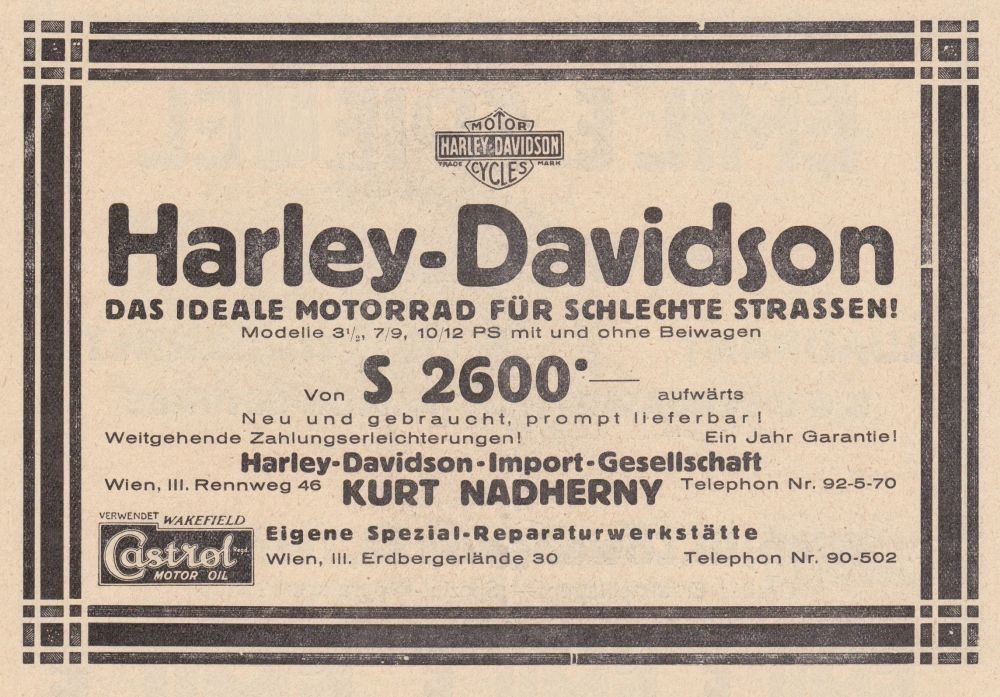 MOTOR
HARLEY-DAVIDSON
TRADE MARK
CYCLES
Harley-Davidson
DAS IDEALE MOTORRAD FÜR SCHLECHTE STRASSEN!
Modelle 3½, 7/9, 10/12 PS mit und ohne Beiwagen
Von S 2600·— aufwärts
Neu und gebraucht, prompt lieferbar!
Weitgehende Zahlungserleichterungen! Ein Jahr Garantie!
Harley-Davidson-Import-Gesellschaft
Wien, III. Rennweg 46 KURT NADHERNY Telephon Nr. 92-5-70
VERWENDET WAKEFIELD
Castrol Regd.
MOTOR OIL
Eigene Spezial-Reparaturwerkstätte
Wien, III. Erdbergerlände 30 Telephon Nr. 90-502